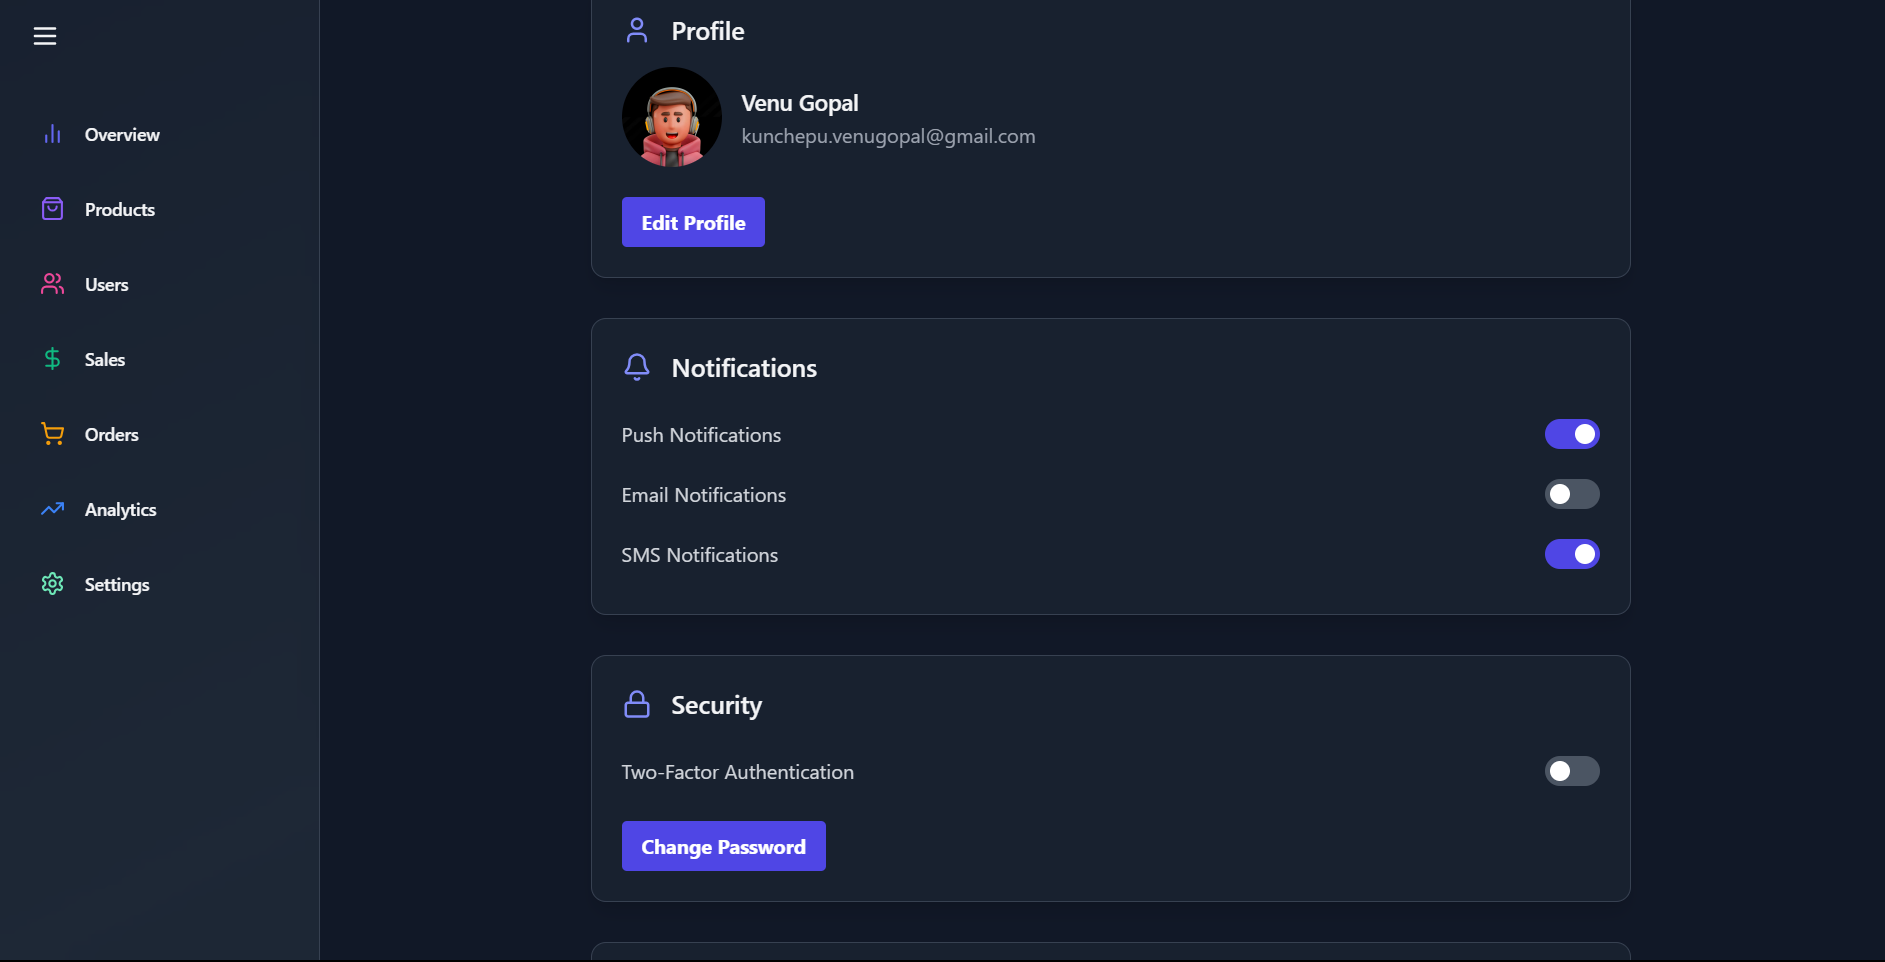 Overview
Products
Users
Sales
Orders
Analytics
Settings
Profile
Venu Gopal
kunchepu.venugopal@gmail.com
Edit Profile
Notifications
Push Notifications
Email Notifications
SMS Notifications
Security
Two-Factor Authentication
Change Password